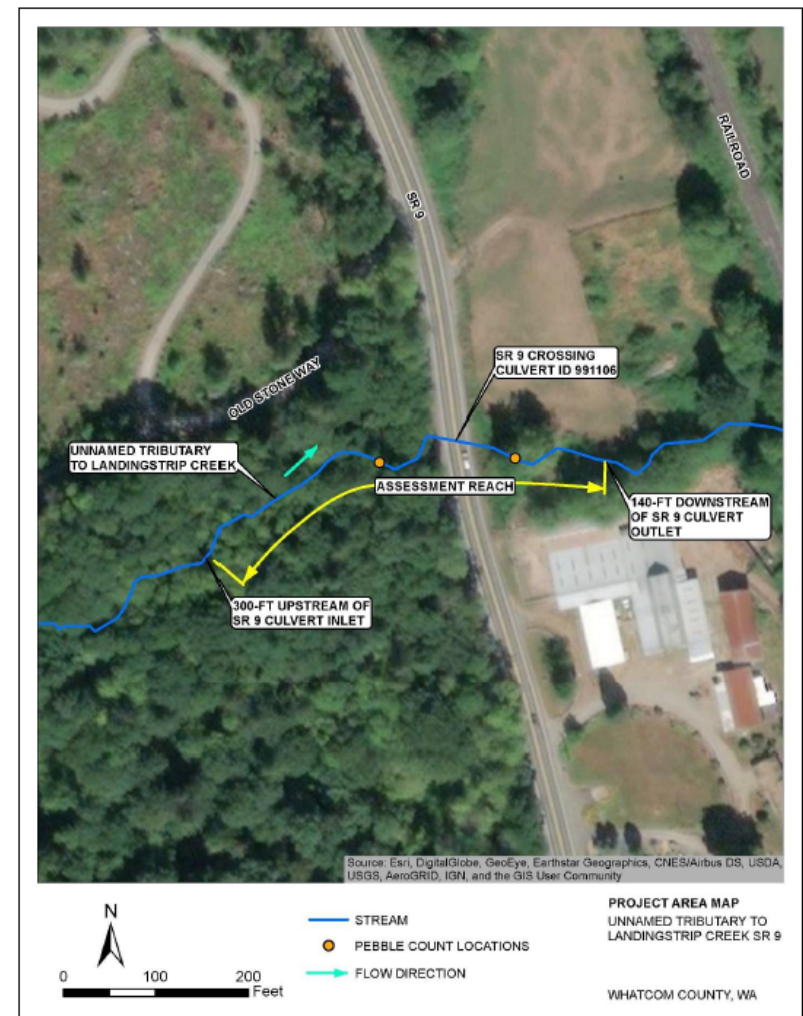 RAILROAD
SR 9
SR 9 CROSSING
CULVERT ID 991106
OLD STONE WAY
UNNAMED TRIBUTARY
TO LANDINGSTRIP CREEK
ASSESSMENT REACH
140-FT DOWNSTREAM
OF SR 9 CULVERT
OUTLET
300-FT UPSTREAM OF
SR 9 CULVERT INLET
Source: Esri, DigitalGlobe, GeoEye, Earthstar Geographics, CNES/Airbus DS, USDA,
USGS, AeroGRID, IGN, and the GIS User Community
N
0 100 200
Feet
STREAM
PEBBLE COUNT LOCATIONS
FLOW DIRECTION
PROJECT AREA MAP
UNNAMED TRIBUTARY TO
LANDINGSTRIP CREEK SR 9
WHATCOM COUNTY, WA